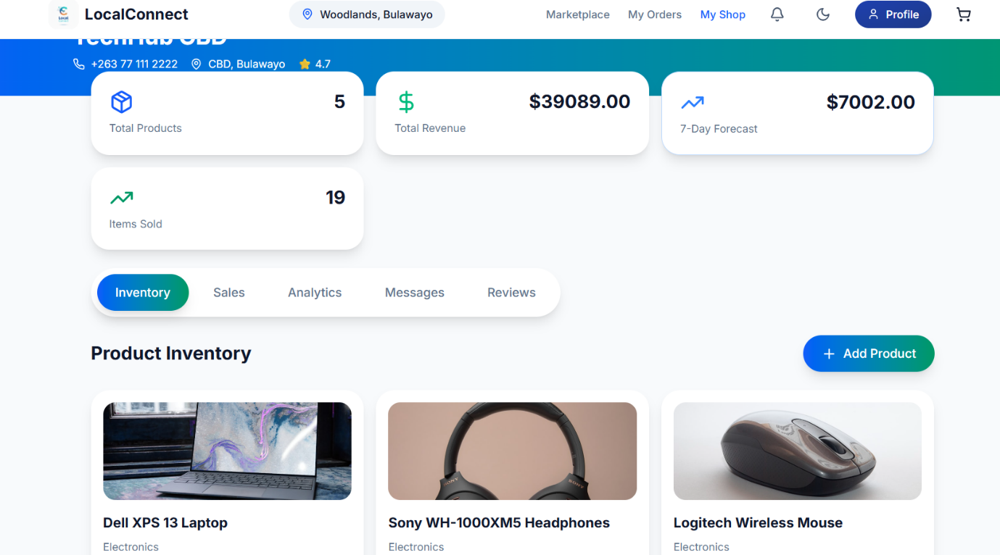 Local
LocalConnect
Woodlands, Bulawayo
Marketplace
My Orders
My Shop
Profile
TechHub CBD
+263 77 111 2222
CBD, Bulawayo
4.7
5
Total Products
$39089.00
Total Revenue
$7002.00
7-Day Forecast
19
Items Sold
Inventory
Sales
Analytics
Messages
Reviews
Product Inventory
+ Add Product
SONY
SONY
Dell XPS 13 Laptop
Electronics
Sony WH-1000XM5 Headphones
Electronics
Logitech Wireless Mouse
Electronics